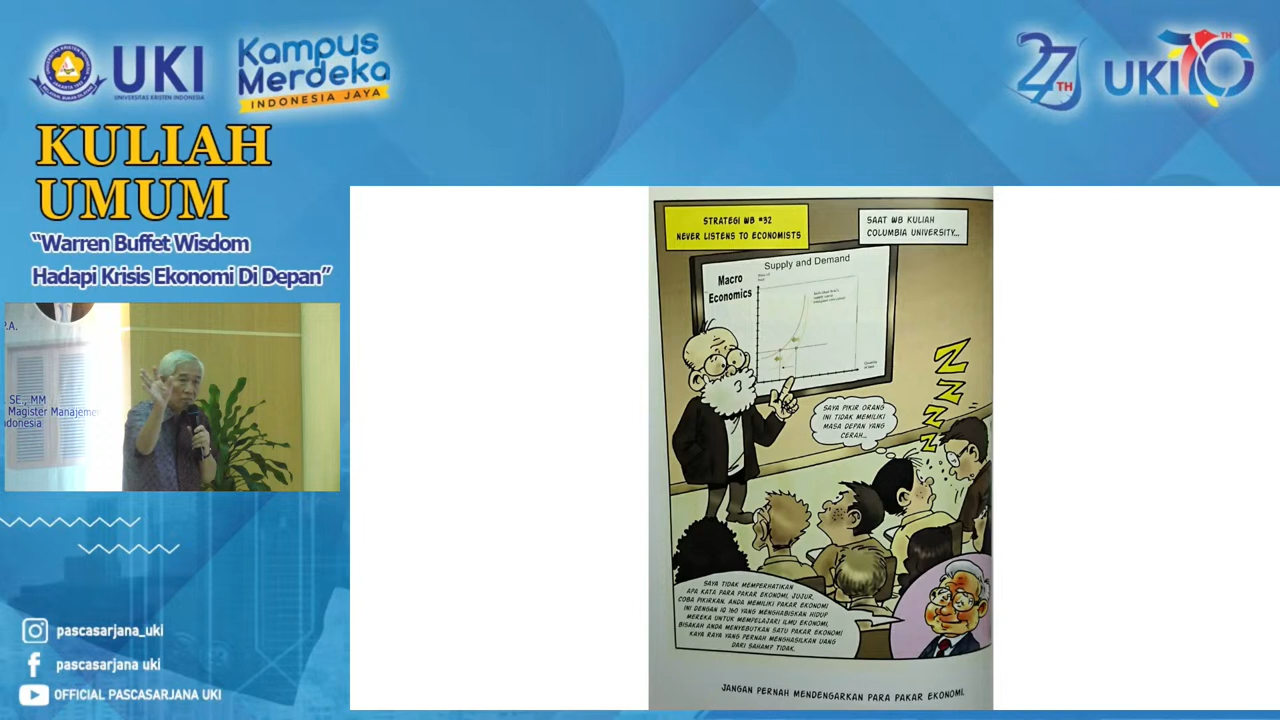 UKI
UNIVERSITAS KRISTEN INDONESIA
Kampus
Merdeka
INDONESIA JAYA
27TH
UKI70TH
KULIAH
UMUM
“Warren Buffet Wisdom
Hadapi Krisis Ekonomi Di Depan”
P.A.
SE., MM
Magister Manajeme
donesia
pascasarjana_uki
pascasarjana uki
OFFICIAL PASCASARJANA UKI
STRATEGI WB #32
NEVER LISTENS TO ECONOMISTS
SAAT WB KULIAH
COLUMBIA UNIVERSITY...
Macro
Economics
Supply and Demand
ZZZZZ
SAYA PIKIR ORANG
INI TIDAK MEMILIKI
MASA DEPAN YANG
CERAH...
SAYA TIDAK MEMPERHATIKAN
APA KATA PARA PAKAR EKONOMI, JUJUR,
COBA PIKIRKAN. ANDA MEMILIKI PAKAR EKONOMI
INI DENGAN IQ 160 YANG MENGHABISKAN HIDUP
MEREKA UNTUK MEMPELAJARI ILMU EKONOMI,
BISAKAH ANDA MENYEBUTKAN SATU PAKAR EKONOMI
KAYA RAYA YANG PERNAH MENGHASILKAN UANG
DARI SAHAM? TIDAK.
JANGAN PERNAH MENDENGARKAN PARA PAKAR EKONOMI.